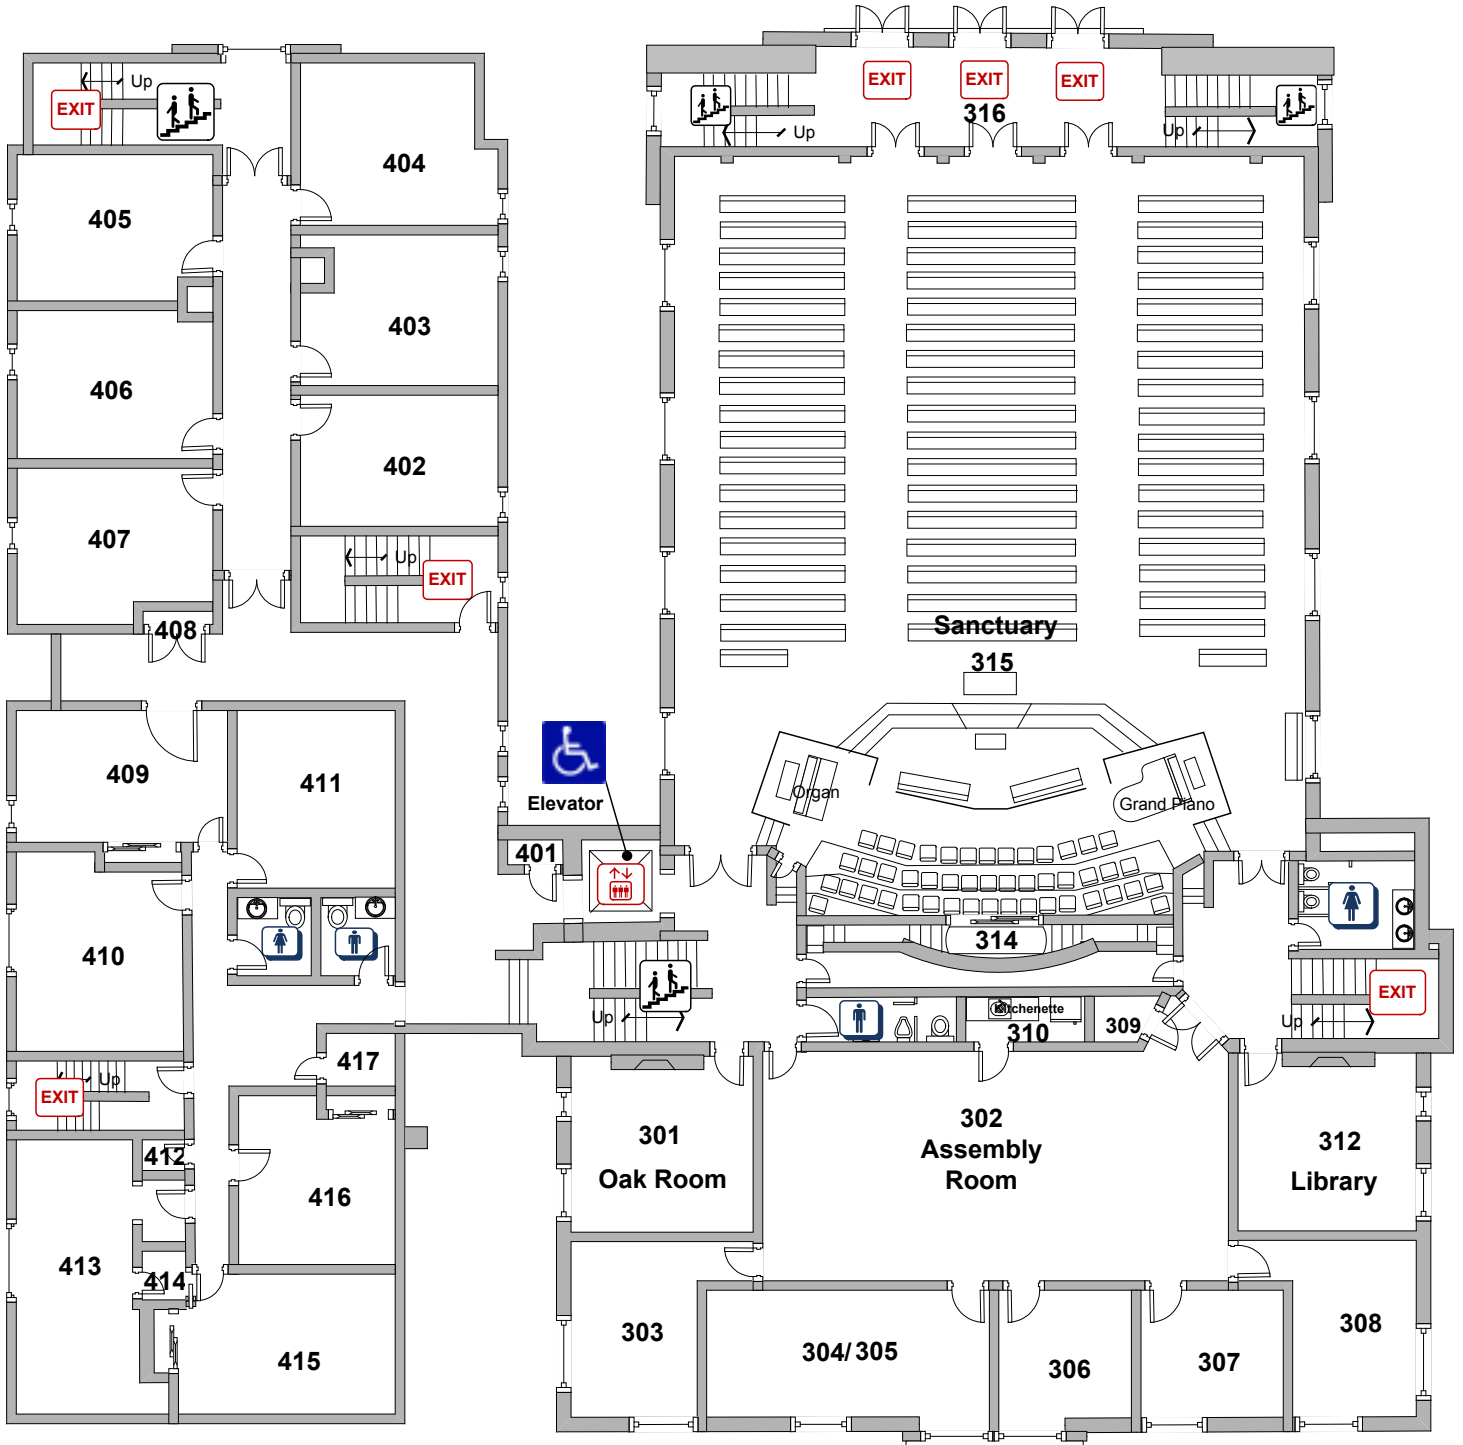 Up
EXIT
EXIT
EXIT
EXIT
316
Up
Up
404
405
403
406
402
407
Up
EXIT
408
Sanctuary
315
409
411
Elevator
Organ
Grand Piano
401
410
314
EXIT
Up
Up
Kitchenette
310
309
417
Up
EXIT
301
Oak Room
302
Assembly
Room
312
Library
412
416
413
414
415
303
304/ 305
306
307
308